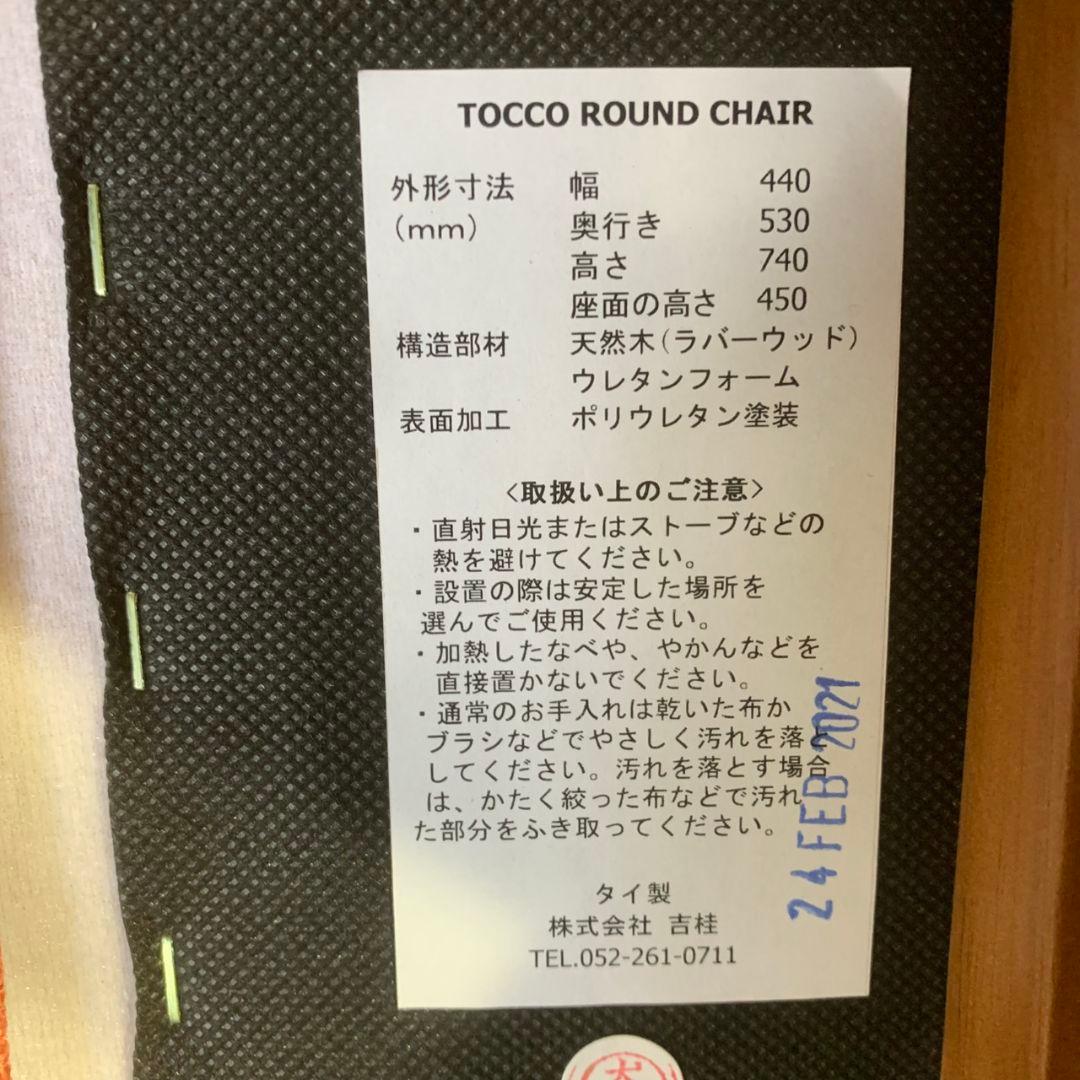 TOCCO ROUND CHAIR
外形寸法 幅 440
(mm) 奥行き 530
高さ 740
座面の高さ 450
構造部材 天然木(ラバーウッド)
ウレタンフォーム
表面加工 ポリウレタン塗装
<取扱い上のご注意>
・直射日光またはストーブなどの
熱を避けてください。
・設置の際は安定した場所を
選んでご使用ください。
・加熱したなべや、やかんなどを
直接置かないでください。
・通常のお手入れは乾いた布か
ブラシなどでやさしく汚れを落と
してください。汚れを落とす場合
は、かたく絞った布などで汚れ
た部分をふき取ってください。
タイ製
株式会社 吉桂
TEL.052-261-0711
24 FEB 2021